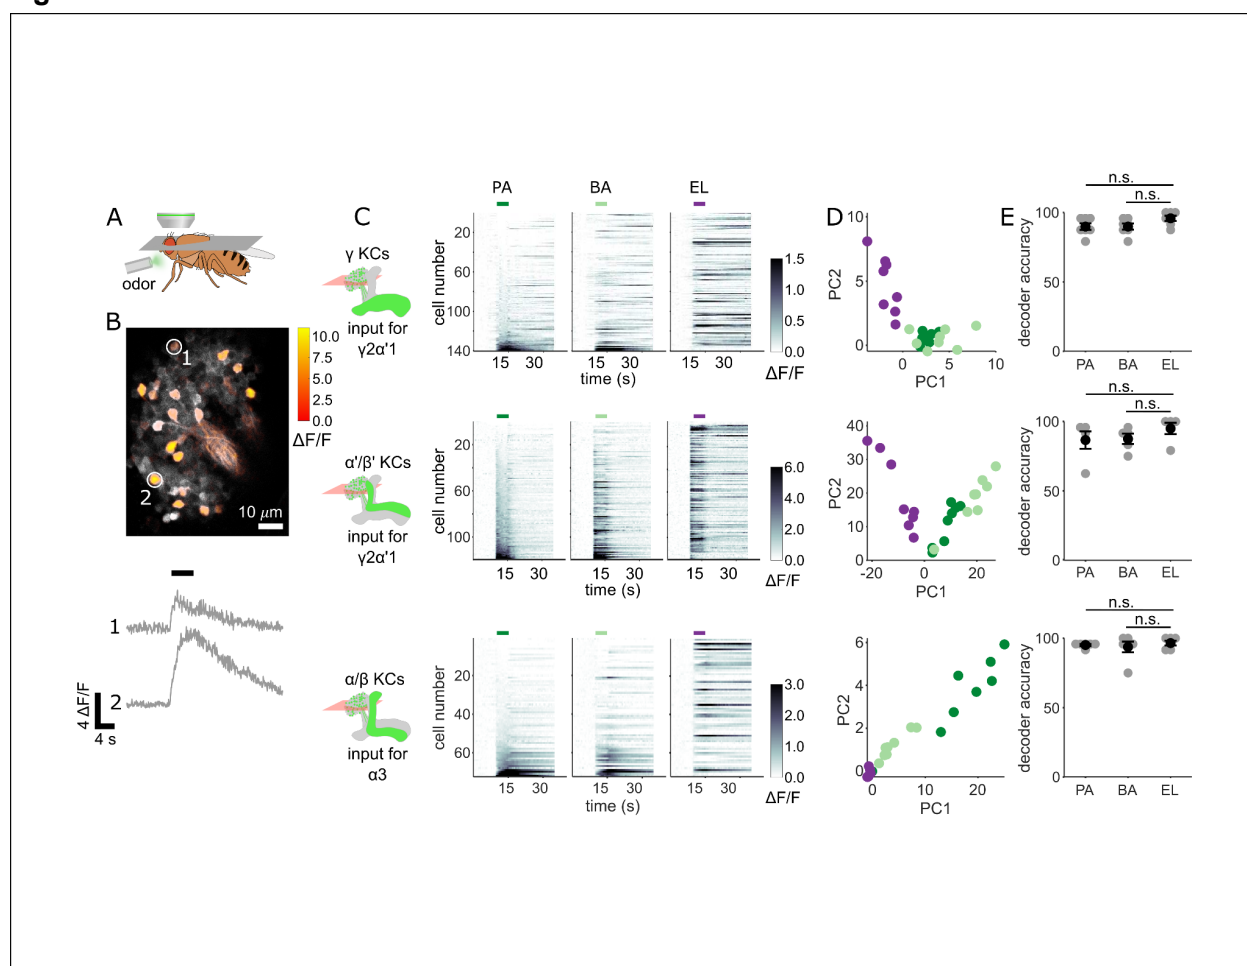 A
odor
B
1
2
10 μm
10.0
7.5
5.0
2.5
0.0
ΔF/F
1
2
4 ΔF/F
4 s
C
PA
BA
EL
γ KCs
input for
γ2α'1
cell number
20
60
100
140
15 30
15 30
15 30
time (s)
1.5
1.0
0.5
0.0
ΔF/F
α'/β' KCs
input for
γ2α'1
cell number
20
60
100
15 30
15 30
15 30
time (s)
6.0
4.0
2.0
0.0
ΔF/F
α/β KCs
input for
α3
cell number
20
40
60
15 30
15 30
15 30
time (s)
3.0
2.0
1.0
0.0
ΔF/F
D
PC2
10
5
0
0 5 10
PC1
PC2
40
30
20
10
0
-20 0 20
PC1
PC2
6
4
2
0
0 10 20
PC1
E
n.s.
n.s.
decoder accuracy
100
50
0
PA BA EL
n.s.
n.s.
decoder accuracy
100
50
0
PA BA EL
n.s.
n.s.
decoder accuracy
100
50
0
PA BA EL